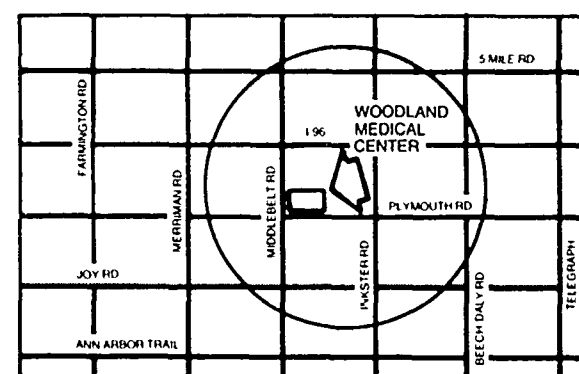 5 MILE RD
FARMINGTON RD
I-96
WOODLAND
MEDICAL
CENTER
MERRIMAN RD
MIDDLEBELT RD
PLYMOUTH RD
JOY RD
INKSTER RD
BEECH DALY RD
TELEGRAPH
ANN ARBOR TRAIL